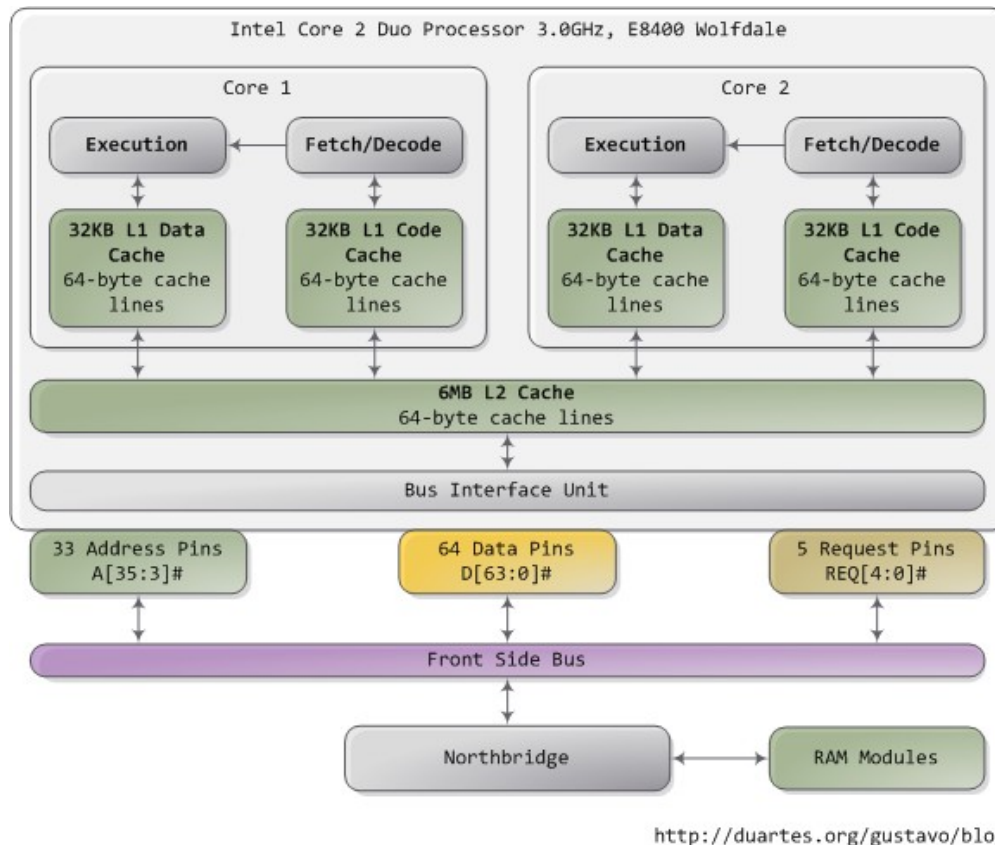 Intel Core 2 Duo Processor 3.0GHz, E8400 Wolfdale
Core 1
Execution
Fetch/Decode
32KB L1 Data
Cache
64-byte cache
lines
32KB L1 Code
Cache
64-byte cache
lines
Core 2
Execution
Fetch/Decode
32KB L1 Data
Cache
64-byte cache
lines
32KB L1 Code
Cache
64-byte cache
lines
6MB L2 Cache
64-byte cache lines
Bus Interface Unit
33 Address Pins
A[35:3]#
64 Data Pins
D[63:0]#
5 Request Pins
REQ[4:0]#
Front Side Bus
Northbridge
RAM Modules
http://duartes.org/gustavo/blo